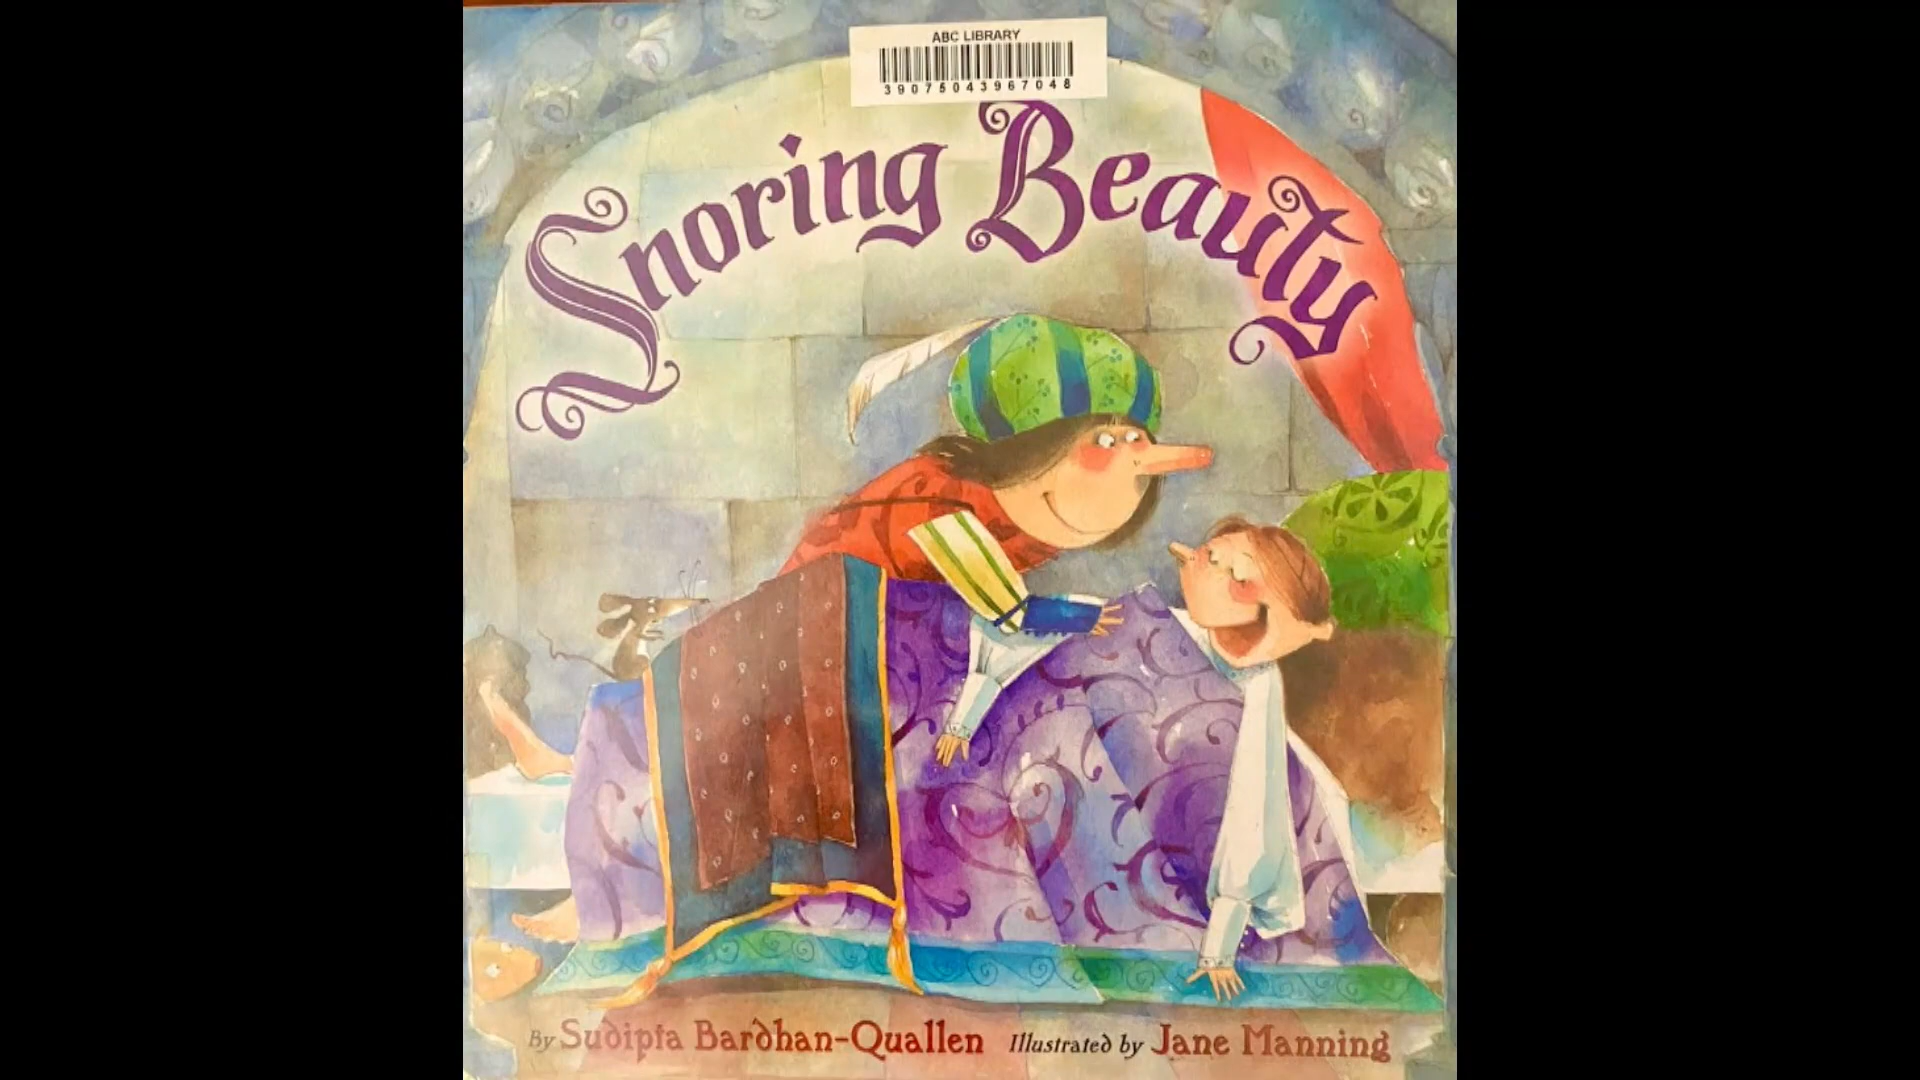 ABC LIBRARY
39075043967048
Snoring Beauty
By Sudipta Bardhan-Quallen Illustrated by Jane Manning